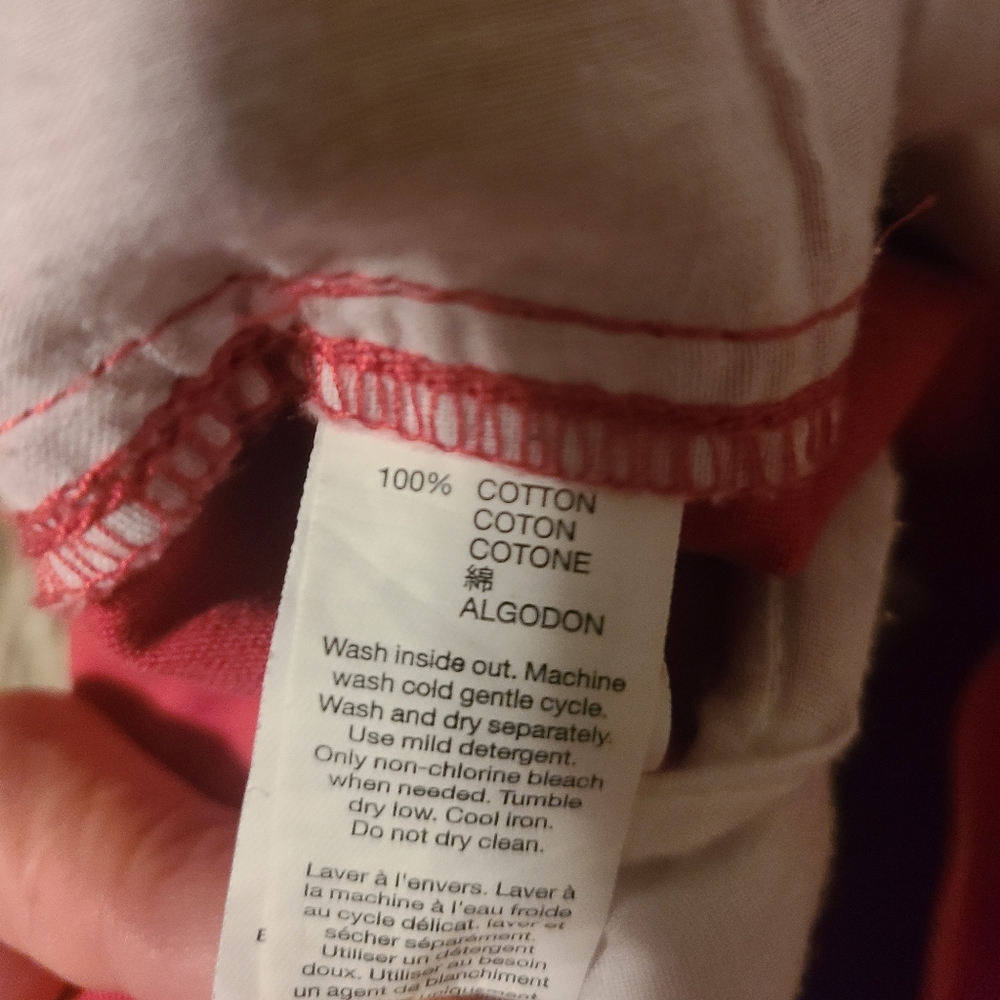 100% COTTON
COTON
COTONE
綿
ALGODON
Wash inside out. Machine
wash cold gentle cycle.
Wash and dry separately.
Use mild detergent.
Only non-chlorine bleach
when needed. Tumble
dry low. Cool iron.
Do not dry clean.
Laver à l'envers. Laver à
la machine à l'eau froide
au cycle délicat. laver et
sécher séparément.
Utiliser un détergent
doux. Utiliser au besoin
un agent de blanchiment
uniquement
E